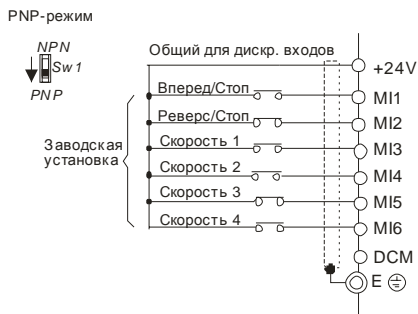 PNP-режим
NPN
Sw1
PNP
Общий для дискр. входов
+24V
Вперед/Стоп
MI1
Реверс/Стоп
MI2
Заводская
установка
Скорость 1
MI3
Скорость 2
MI4
Скорость 3
MI5
Скорость 4
MI6
DCM
E